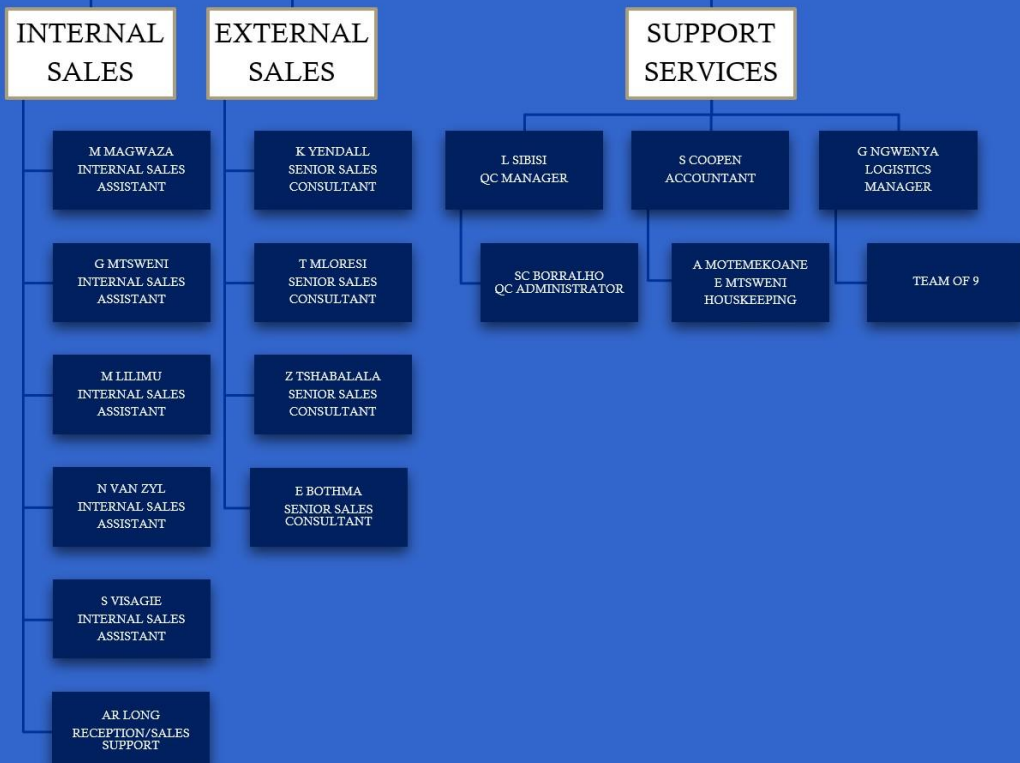 INTERNAL
SALES
EXTERNAL
SALES
SUPPORT
SERVICES
M MAGWAZA
INTERNAL SALES
ASSISTANT
G MTSWENI
INTERNAL SALES
ASSISTANT
M LILIMU
INTERNAL SALES
ASSISTANT
N VAN ZYL
INTERNAL SALES
ASSISTANT
S VISAGIE
INTERNAL SALES
ASSISTANT
AR LONG
RECEPTION/SALES
SUPPORT
K YENDALL
SENIOR SALES
CONSULTANT
T MLORESI
SENIOR SALES
CONSULTANT
Z TSHABALALA
SENIOR SALES
CONSULTANT
E BOTHMA
SENIOR SALES
CONSULTANT
L SIBISI
QC MANAGER
SC BORRALHO
QC ADMINISTRATOR
S COOPEN
ACCOUNTANT
A MOTEMEKOANE
E MTSWENI
HOUSKEEPING
G NGWENYA
LOGISTICS
MANAGER
TEAM OF 9